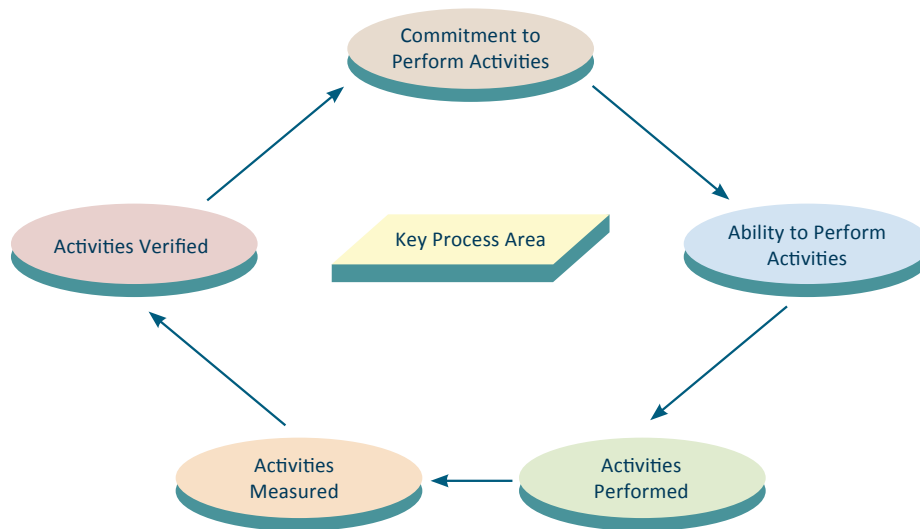 Commitment to
Perform Activities
Activities Verified
Key Process Area
Ability to Perform
Activities
Activities
Measured
Activities
Performed